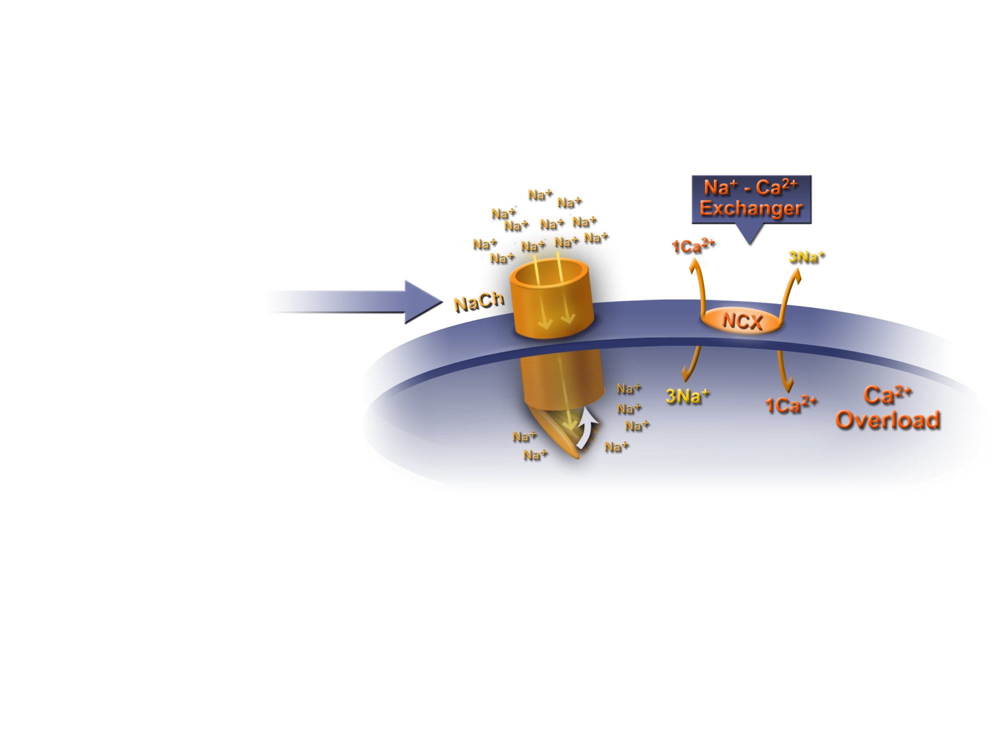 Na⁺ - Ca²⁺
Exchanger
Na⁺
Na⁺
Na⁺
Na⁺
Na⁺
Na⁺
Na⁺
Na⁺
Na⁺
Na⁺
Na⁺
1Ca²⁺
3Na⁺
NaCh
NCX
Na⁺
Na⁺
Na⁺
Na⁺
Na⁺
Na⁺
3Na⁺
1Ca²⁺
Ca²⁺
Overload